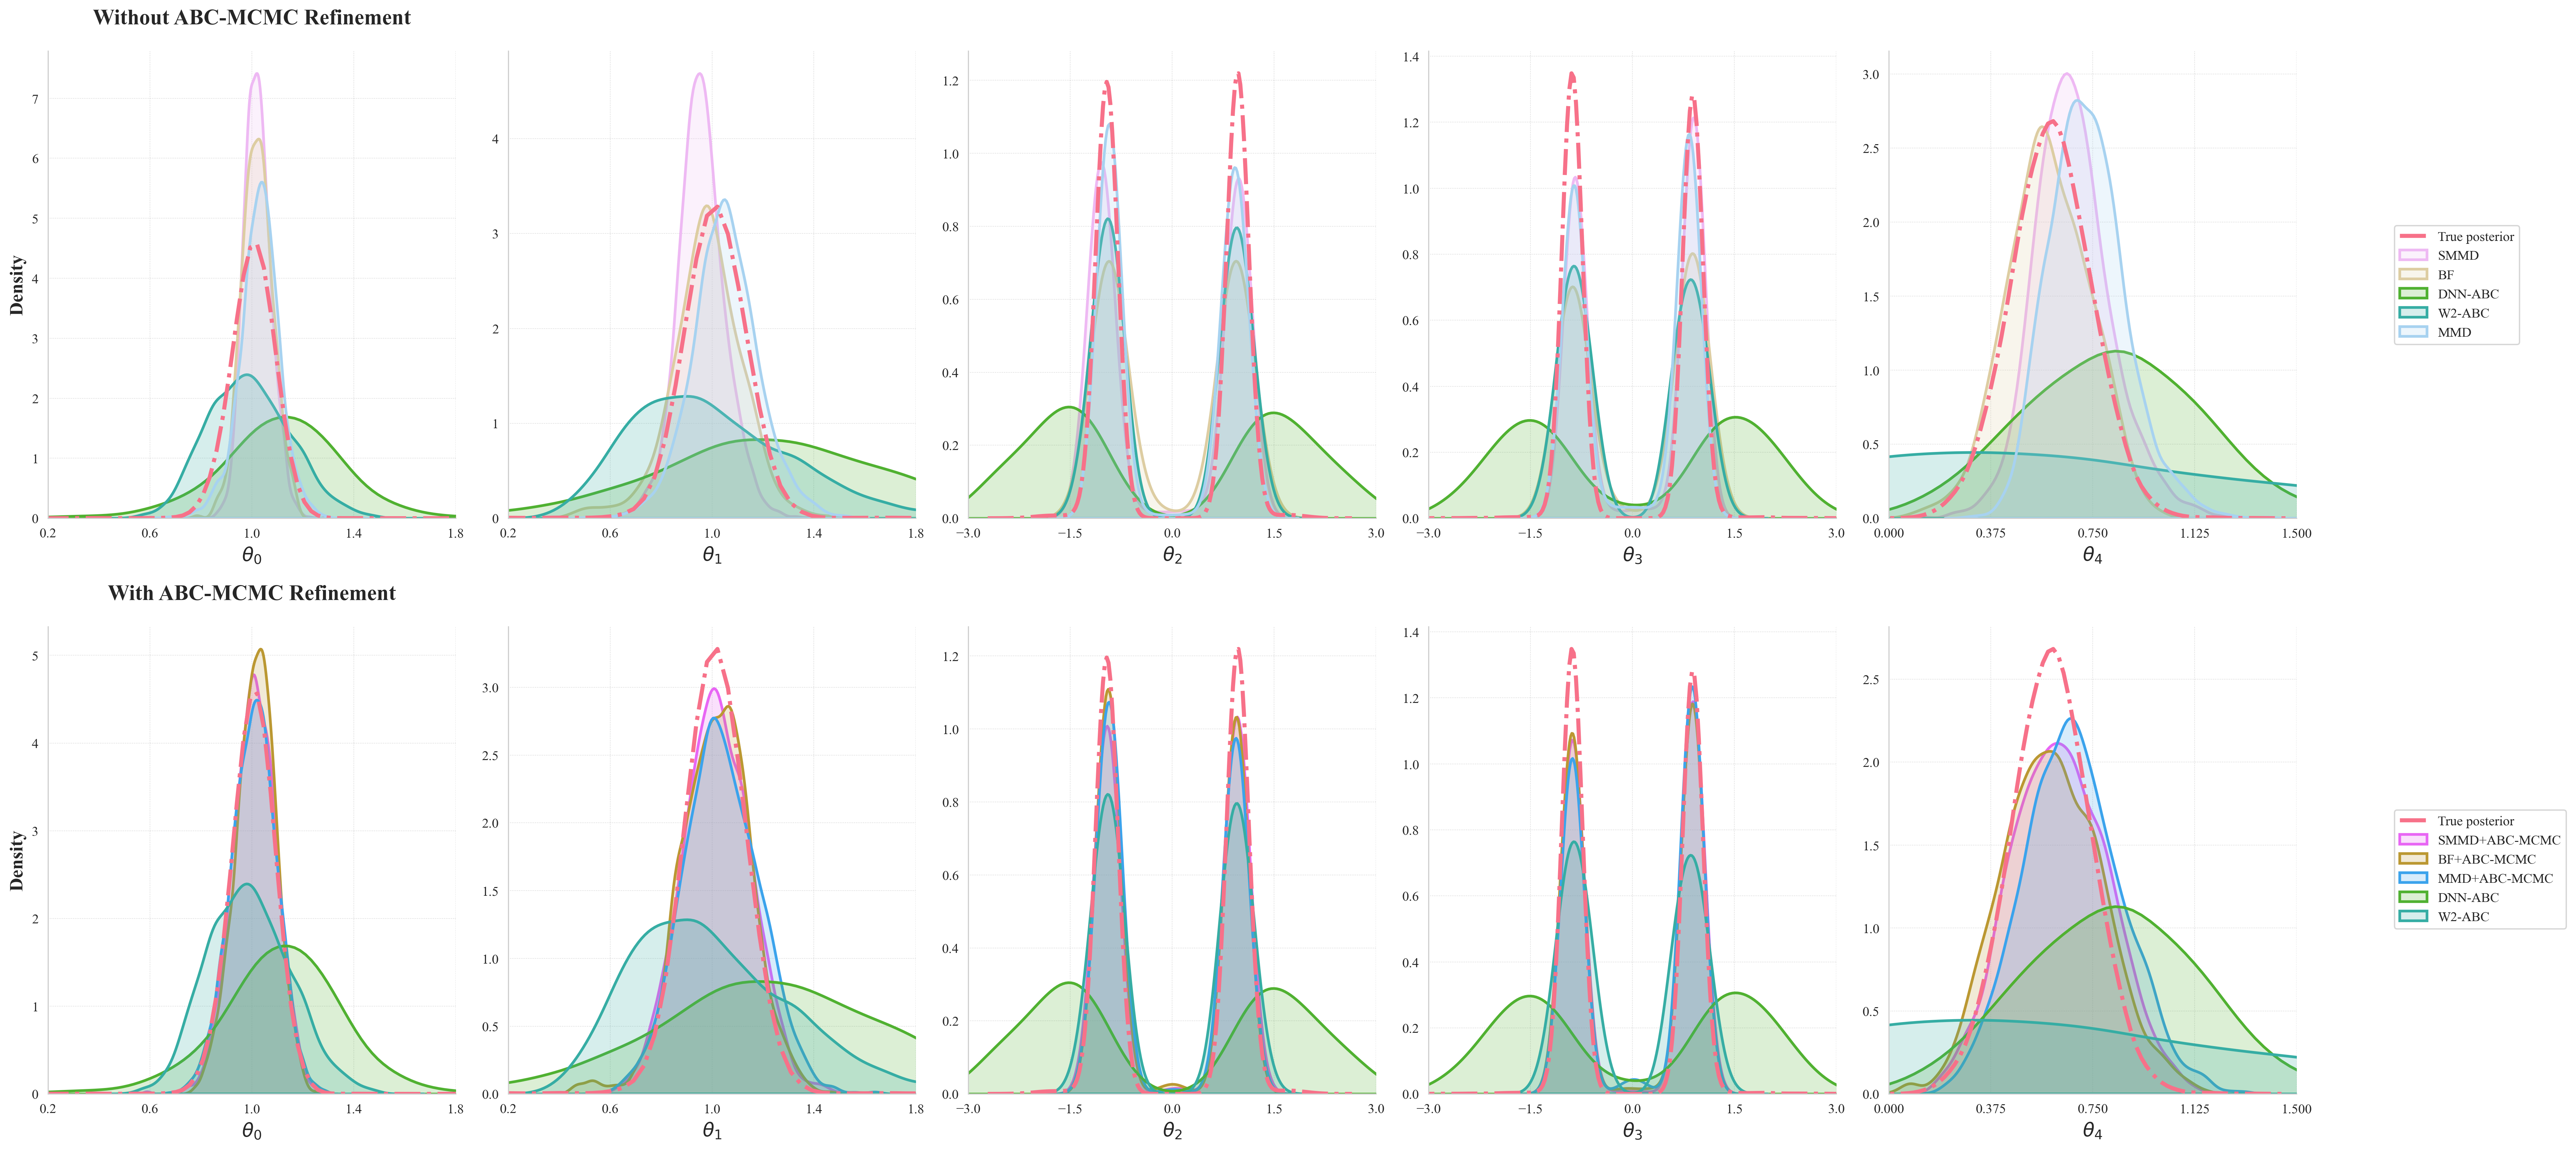 Without ABC-MCMC Refinement
Density
7
6
5
4
3
2
1
0
0.2 0.6 1.0 1.4 1.8
θ0
4
3
2
1
0
0.2 0.6 1.0 1.4 1.8
θ1
1.2
1.0
0.8
0.6
0.4
0.2
0.0
−3.0 −1.5 0.0 1.5 3.0
θ2
1.4
1.2
1.0
0.8
0.6
0.4
0.2
0.0
−3.0 −1.5 0.0 1.5 3.0
θ3
3.0
2.5
2.0
1.5
1.0
0.5
0.0
0.000 0.375 0.750 1.125 1.500
θ4
True posterior
SMMD
BF
DNN-ABC
W2-ABC
MMD
With ABC-MCMC Refinement
Density
5
4
3
2
1
0
0.2 0.6 1.0 1.4 1.8
θ0
3.0
2.5
2.0
1.5
1.0
0.5
0.0
0.2 0.6 1.0 1.4 1.8
θ1
1.2
1.0
0.8
0.6
0.4
0.2
0.0
−3.0 −1.5 0.0 1.5 3.0
θ2
1.4
1.2
1.0
0.8
0.6
0.4
0.2
0.0
−3.0 −1.5 0.0 1.5 3.0
θ3
2.5
2.0
1.5
1.0
0.5
0.0
0.000 0.375 0.750 1.125 1.500
θ4
True posterior
SMMD+ABC-MCMC
BF+ABC-MCMC
MMD+ABC-MCMC
DNN-ABC
W2-ABC